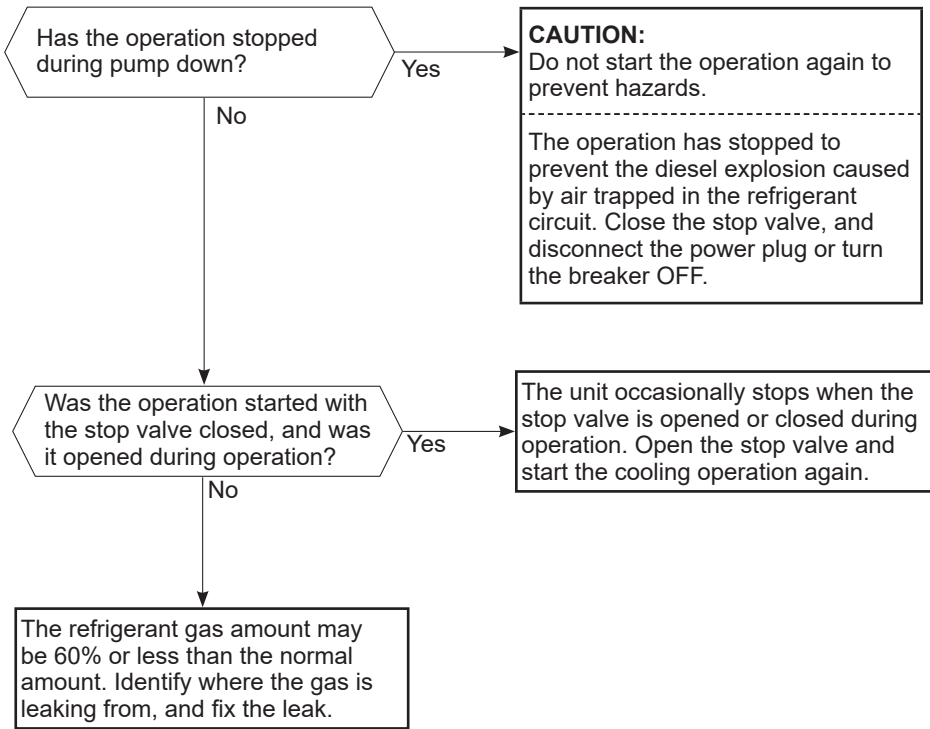 Has the operation stopped
during pump down?
Yes
No
CAUTION:
Do not start the operation again to
prevent hazards.
The operation has stopped to
prevent the diesel explosion caused
by air trapped in the refrigerant
circuit. Close the stop valve, and
disconnect the power plug or turn
the breaker OFF.
Was the operation started with
the stop valve closed, and was
it opened during operation?
Yes
No
The unit occasionally stops when the
stop valve is opened or closed during
operation. Open the stop valve and
start the cooling operation again.
The refrigerant gas amount may
be 60% or less than the normal
amount. Identify where the gas is
leaking from, and fix the leak.